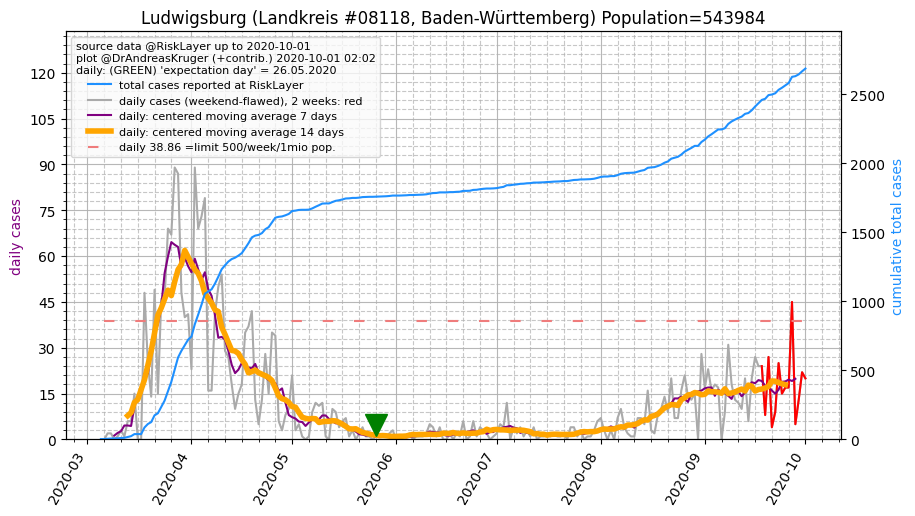 Ludwigsburg (Landkreis #08118, Baden-Württemberg) Population=543984
source data @RiskLayer up to 2020-10-01
plot @DrAndreasKruger (+contrib.) 2020-10-01 02:02
daily: (GREEN) 'expectation day' = 26.05.2020
total cases reported at RiskLayer
daily cases (weekend-flawed), 2 weeks: red
daily: centered moving average 7 days
daily: centered moving average 14 days
daily 38.86 =limit 500/week/1mio pop.
daily cases
120
105
90
75
60
45
30
15
0
2500
2000
1500
1000
500
0
cumulative total cases
2020-03
2020-04
2020-05
2020-06
2020-07
2020-08
2020-09
2020-10